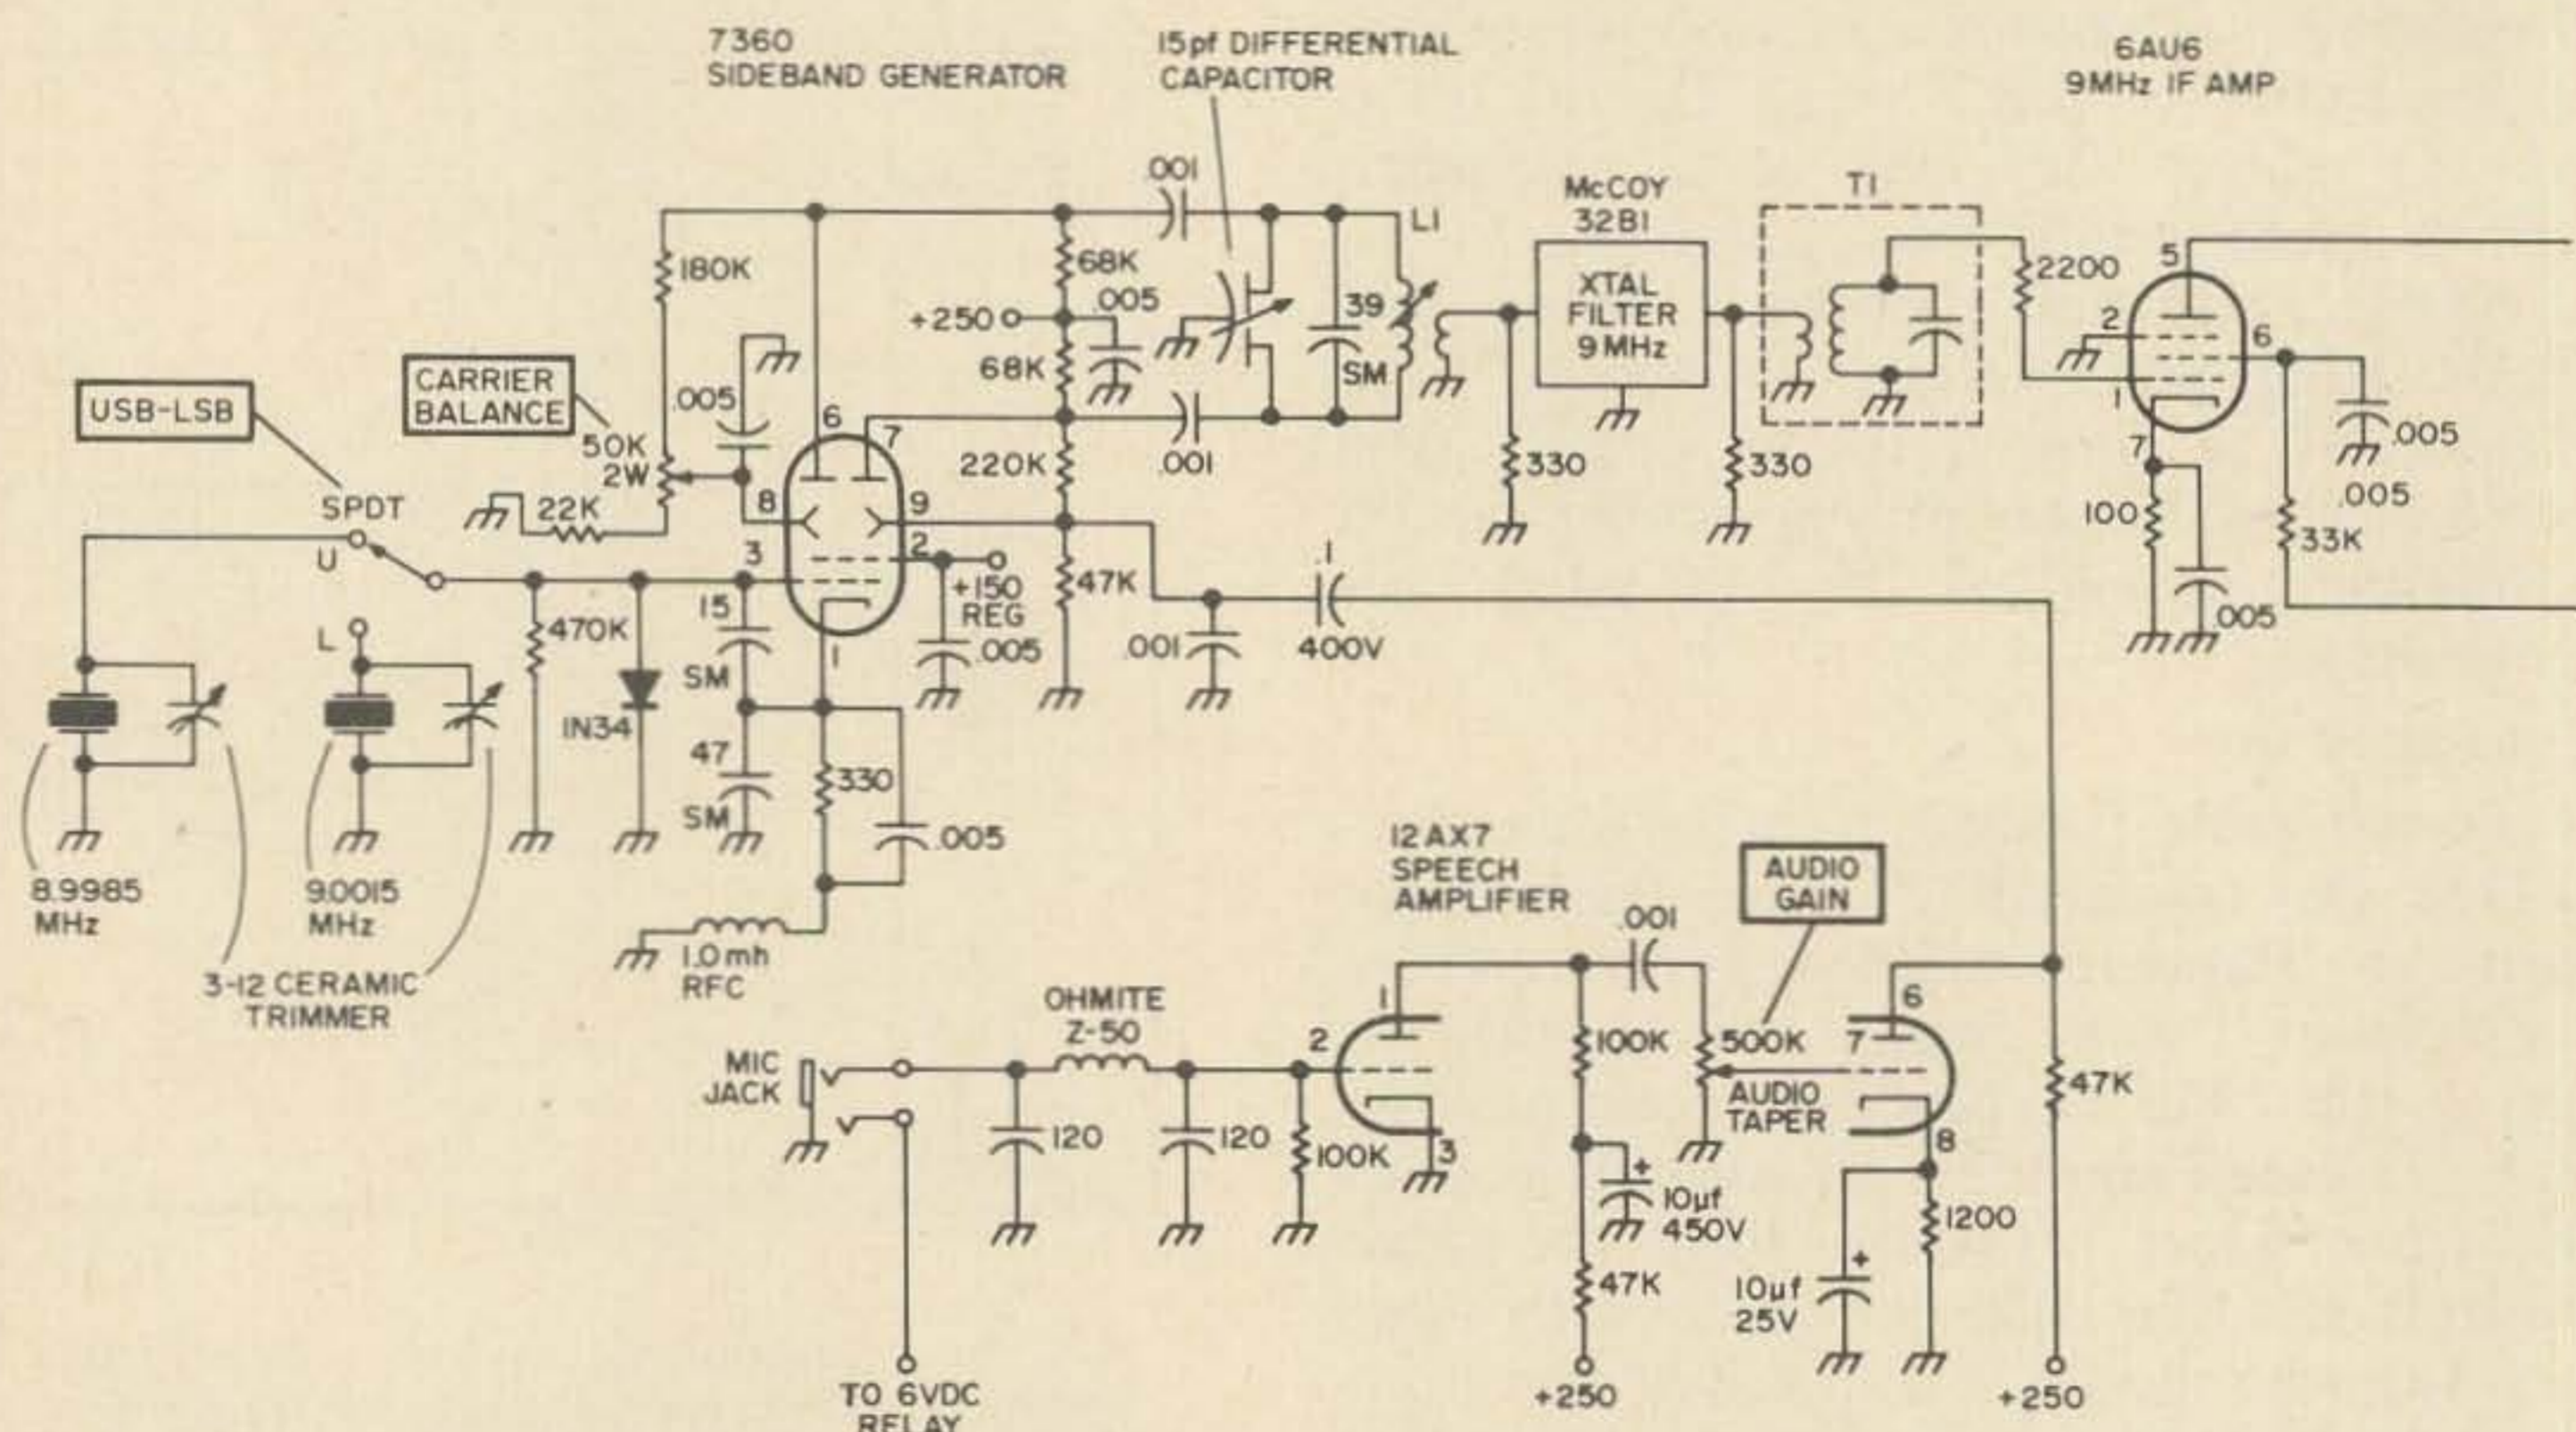 7360
SIDEBAND GENERATOR
15pf DIFFERENTIAL
CAPACITOR
6AU6
9MHz IF AMP
.001
McCOY
32B1
T1
L1
180K
68K
.005
+250
39
SM
XTAL
FILTER
9 MHz
2200
5
2
6
1
7
68K
USB-LSB
CARRIER
BALANCE
50K
2W
.005
6
7
220K
.001
330
330
.005
.005
SPDT
U
22K
8
9
3
2
+150
REG
.005
47K
.1
400V
.001
100
33K
.005
L
470K
15
SM
1
1N34
47
SM
330
.005
8.9985
MHz
9.0015
MHz
3-12 CERAMIC
TRIMMER
1.0mh
RFC
12AX7
SPEECH
AMPLIFIER
.001
AUDIO
GAIN
OHMITE
Z-50
MIC
JACK
2
1
100K
500K
7
6
AUDIO
TAPER
47K
120
120
100K
3
8
+
10µf
450V
1200
47K
+
10µf
25V
+250
+250
TO 6VDC
RELAY